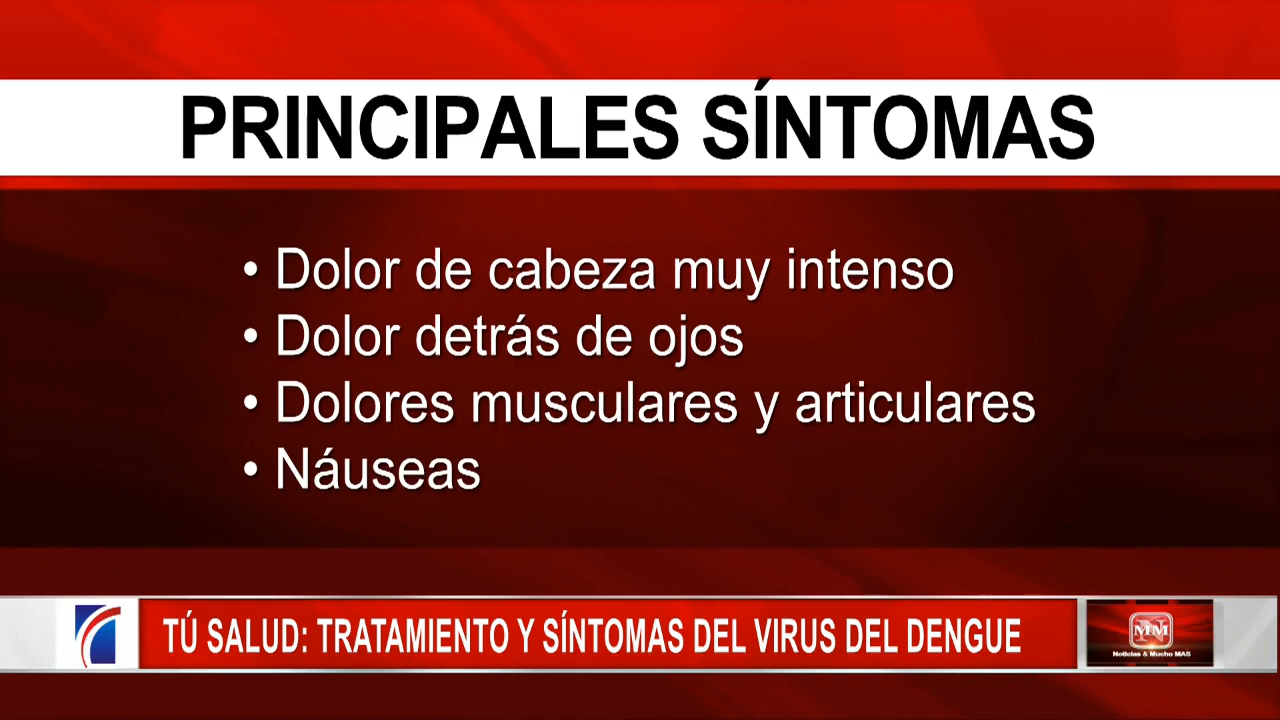 PRINCIPALES SÍNTOMAS
• Dolor de cabeza muy intenso
• Dolor detrás de ojos
• Dolores musculares y articulares
• Náuseas
TÚ SALUD: TRATAMIENTO Y SÍNTOMAS DEL VIRUS DEL DENGUE
NMM
Noticias & Mucho MAS